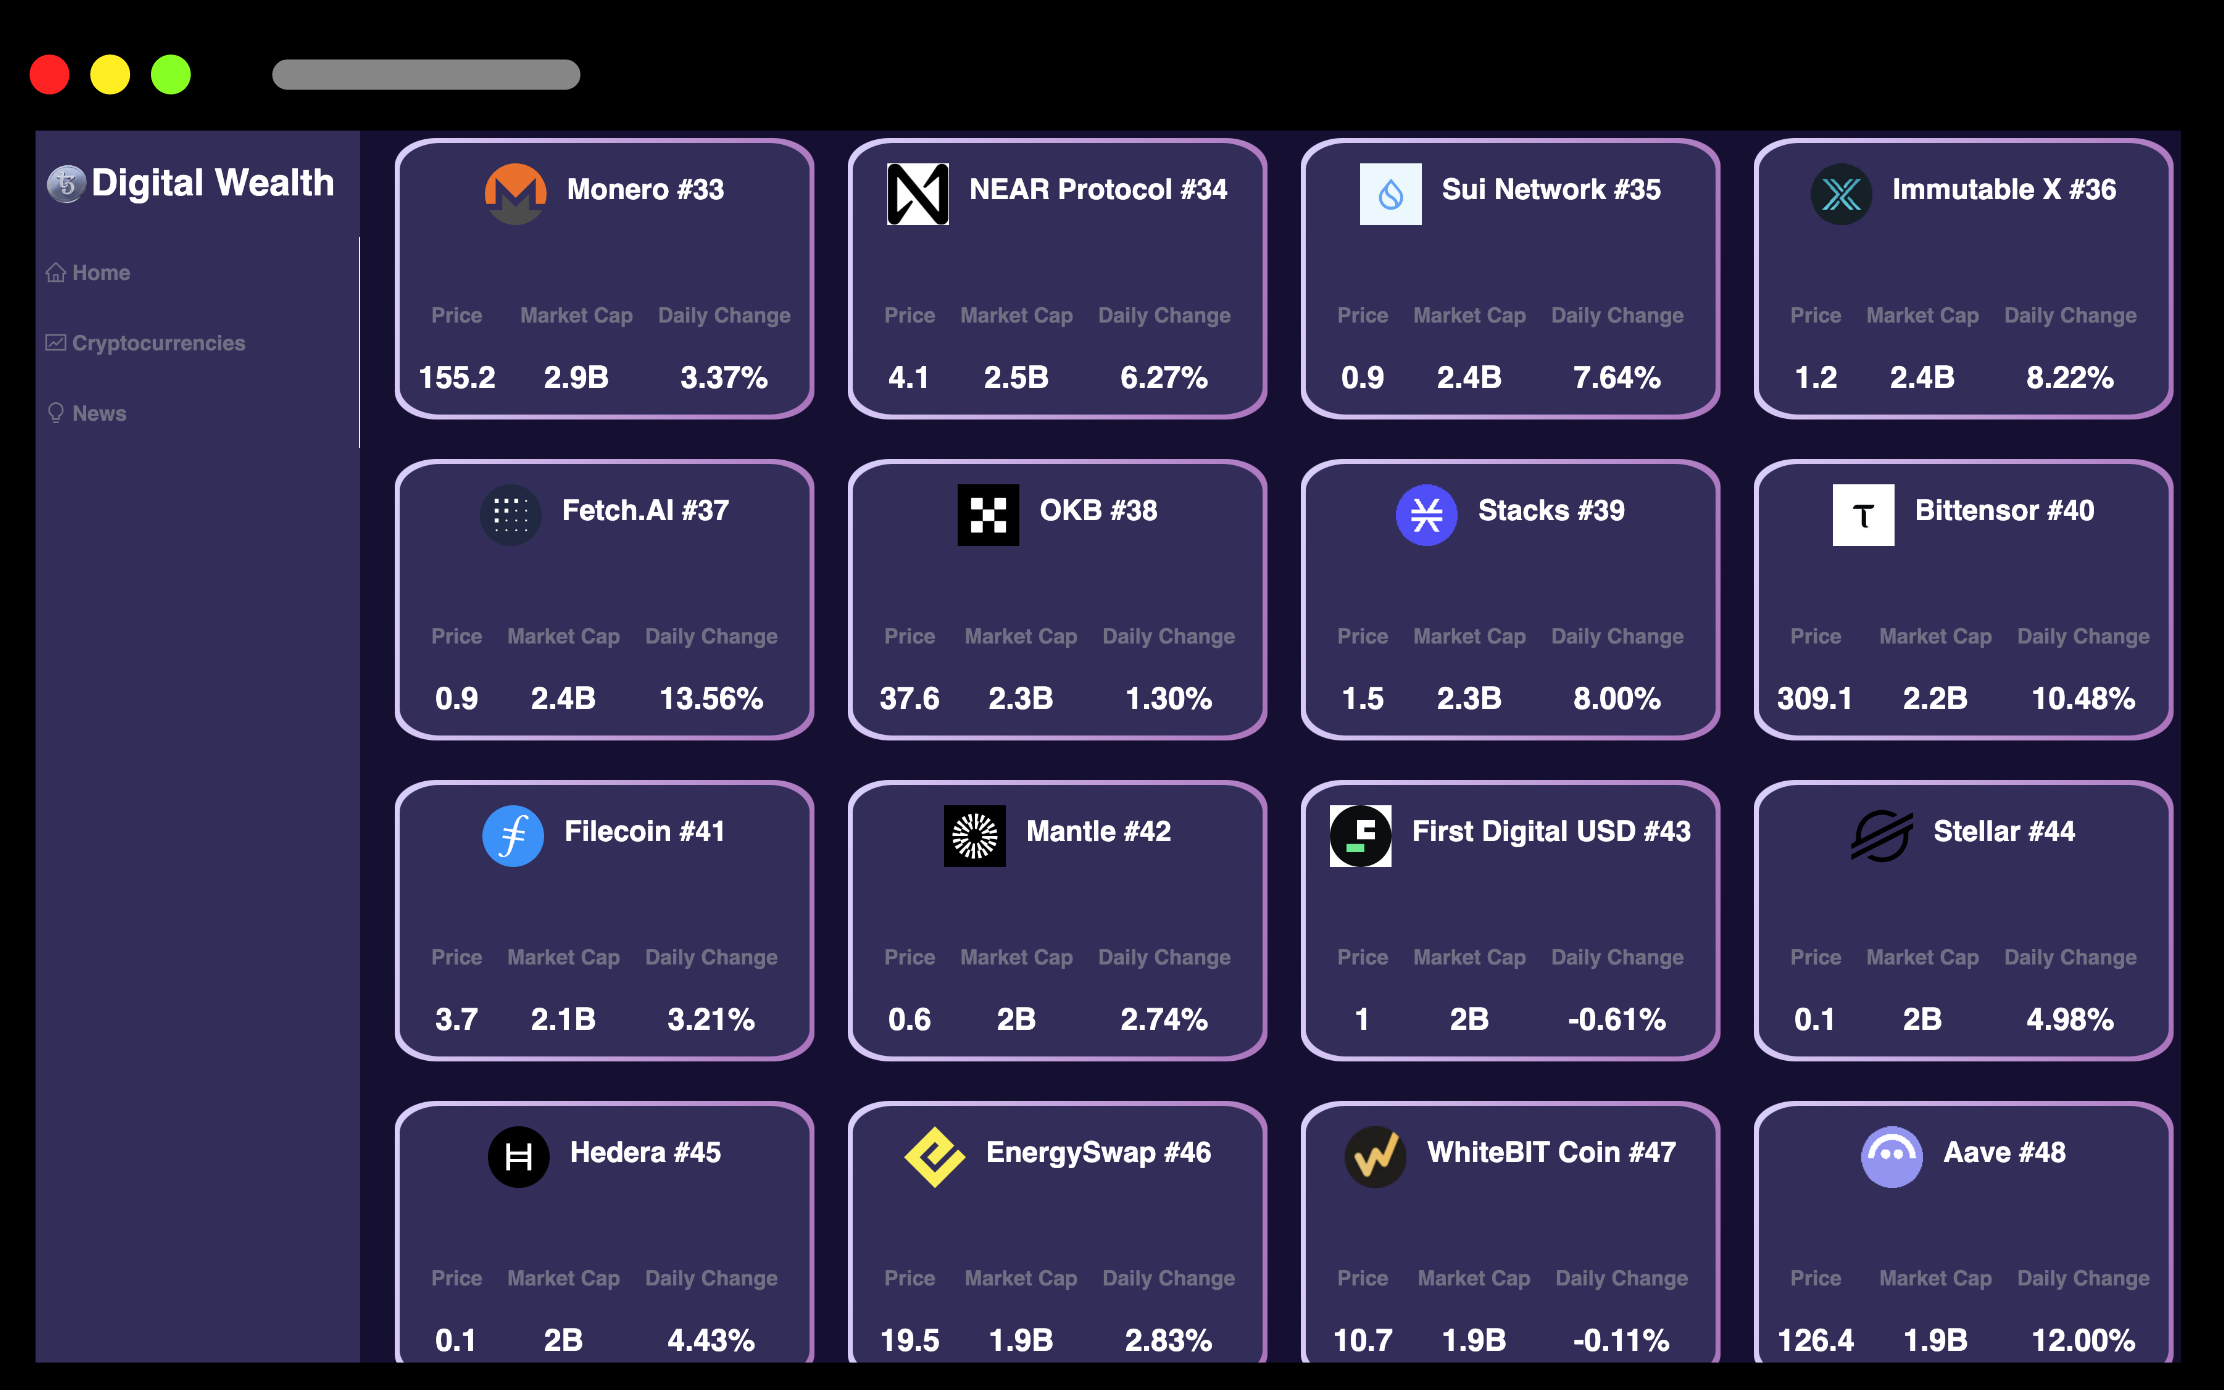 Digital Wealth
Home
Cryptocurrencies
News
Monero #33
Price Market Cap Daily Change
155.2 2.9B 3.37%
NEAR Protocol #34
Price Market Cap Daily Change
4.1 2.5B 6.27%
Sui Network #35
Price Market Cap Daily Change
0.9 2.4B 7.64%
Immutable X #36
Price Market Cap Daily Change
1.2 2.4B 8.22%
Fetch.AI #37
Price Market Cap Daily Change
0.9 2.4B 13.56%
OKB #38
Price Market Cap Daily Change
37.6 2.3B 1.30%
Stacks #39
Price Market Cap Daily Change
1.5 2.3B 8.00%
Bittensor #40
Price Market Cap Daily Change
309.1 2.2B 10.48%
Filecoin #41
Price Market Cap Daily Change
3.7 2.1B 3.21%
Mantle #42
Price Market Cap Daily Change
0.6 2B 2.74%
First Digital USD #43
Price Market Cap Daily Change
1 2B -0.61%
Stellar #44
Price Market Cap Daily Change
0.1 2B 4.98%
Hedera #45
Price Market Cap Daily Change
0.1 2B 4.43%
EnergySwap #46
Price Market Cap Daily Change
19.5 1.9B 2.83%
WhiteBIT Coin #47
Price Market Cap Daily Change
10.7 1.9B -0.11%
Aave #48
Price Market Cap Daily Change
126.4 1.9B 12.00%